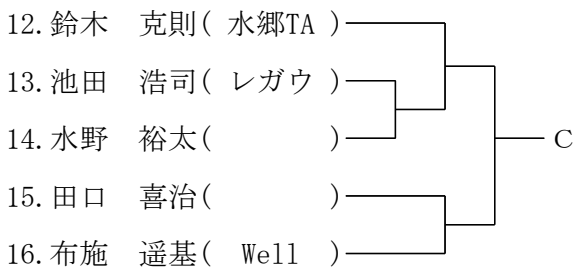 12.鈴木　克則( 水郷TA )
13.池田　浩司( レガウ )
14.水野　裕太(　　　)
15.田口　喜治(　　　)
16.布施　遥基(　Well　)
C